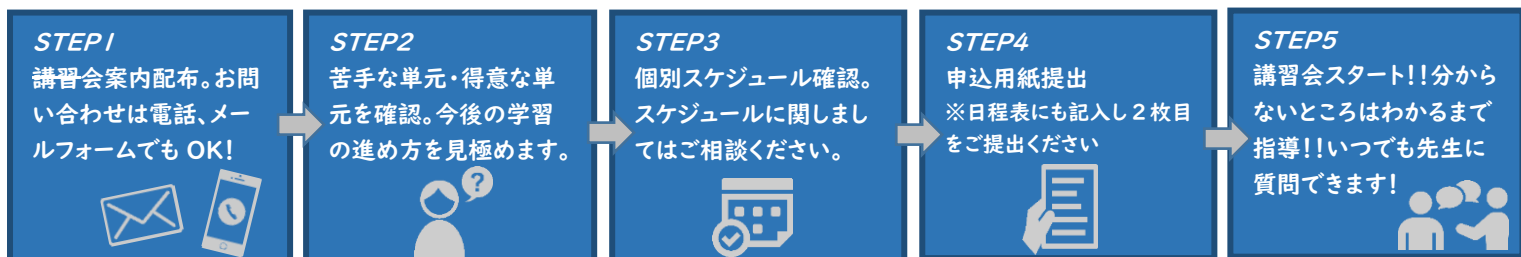 STEP1
講習会案内配布。お問
い合わせは電話、メー
ルフォームでも OK!
STEP2
苦手な単元・得意な単
元を確認。今後の学習
の進め方を見極めます。
STEP3
個別スケジュール確認。
スケジュールに関しまし
てはご相談ください。
STEP4
申込用紙提出
※日程表にも記入し2枚目
をご提出ください
STEP5
講習会スタート!!分から
ないところはわかるまで
指導!!いつでも先生に
質問できます!
?